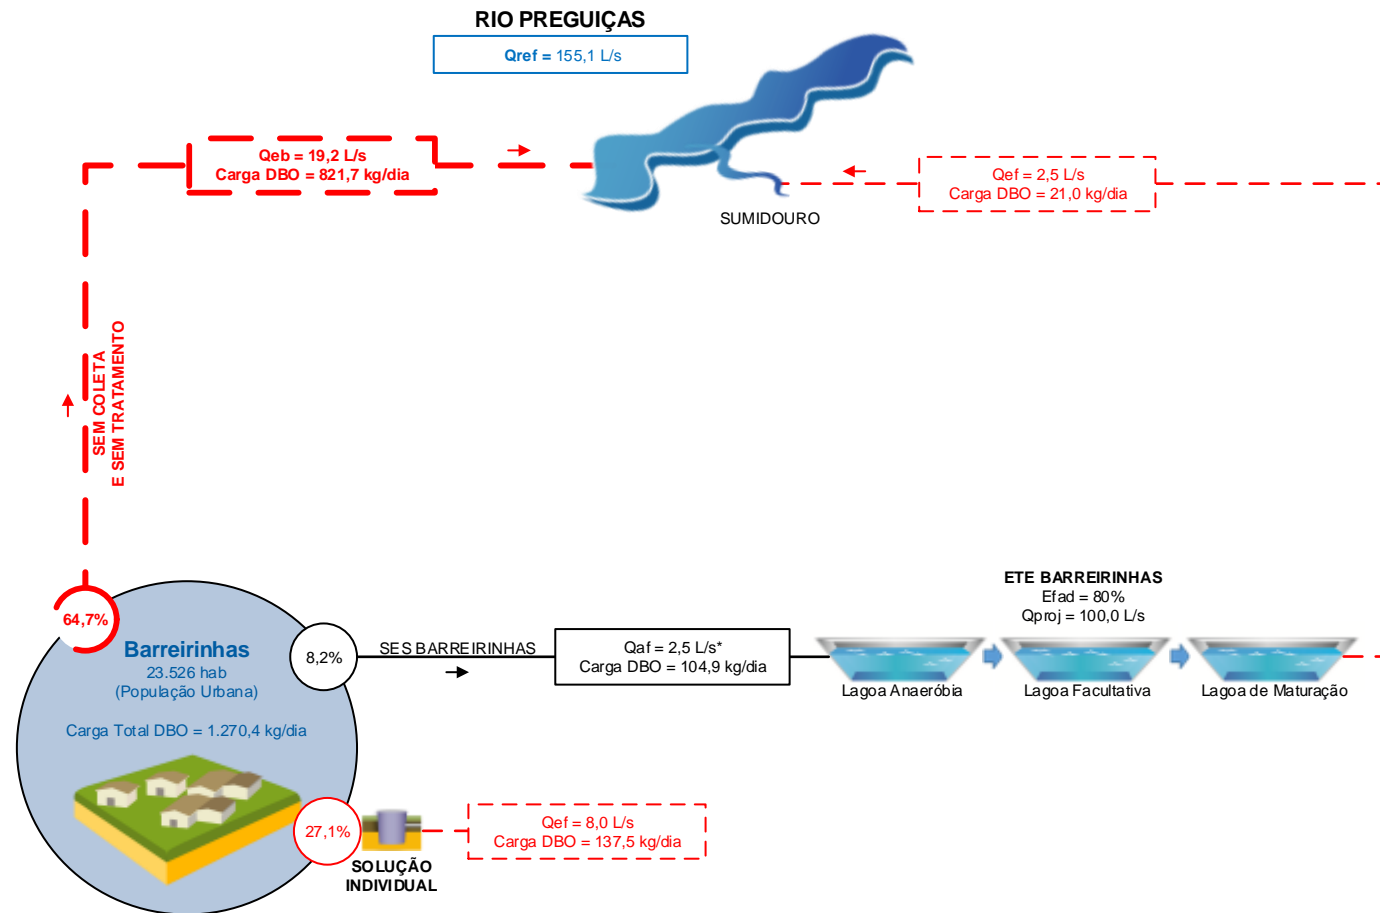 RIO PREGUIÇAS
Qref = 155,1 L/s
Qeb = 19,2 L/s
Carga DBO = 821,7 kg/dia
Qef = 2,5 L/s
Carga DBO = 21,0 kg/dia
SUMIDOURO
SEM COLETA
E SEM TRATAMENTO
64,7%
Barreirinhas
23.526 hab
(População Urbana)
Carga Total DBO = 1.270,4 kg/dia
8,2%
SES BARREIRINHAS
Qaf = 2,5 L/s*
Carga DBO = 104,9 kg/dia
ETE BARREIRINHAS
Efad = 80%
Qproj = 100,0 L/s
Lagoa Anaeróbia
Lagoa Facultativa
Lagoa de Maturação
27,1%
SOLUÇÃO
INDIVIDUAL
Qef = 8,0 L/s
Carga DBO = 137,5 kg/dia